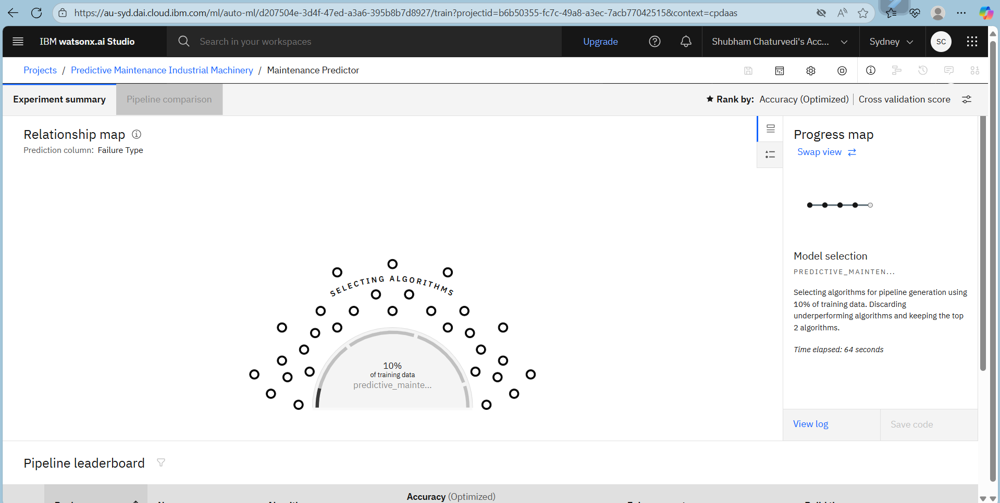 https://au-syd.dai.cloud.ibm.com/ml/auto-ml/d207504e-3d4f-47ed-a3a6-395b8b7d8927/train?projectid=b6b50355-fc7c-49a8-a3ec-7acb77042515&context=cpdaas
IBM watsonx.ai Studio
Search in your workspaces
Upgrade
Shubham Chaturvedi's Acc...
Sydney
SC
Projects / Predictive Maintenance Industrial Machinery / Maintenance Predictor
Experiment summary
Pipeline comparison
Rank by: Accuracy (Optimized) | Cross validation score
Relationship map
Prediction column: Failure Type
SELECTING ALGORITHMS
10%
of training data
predictive_mainte...
Progress map
Swap view
Model selection
PREDICTIVE_MAINTEN...
Selecting algorithms for pipeline generation using
10% of training data. Discarding
underperforming algorithms and keeping the top
2 algorithms.
Time elapsed: 64 seconds
View log
Save code
Pipeline leaderboard
Accuracy (Optimized)